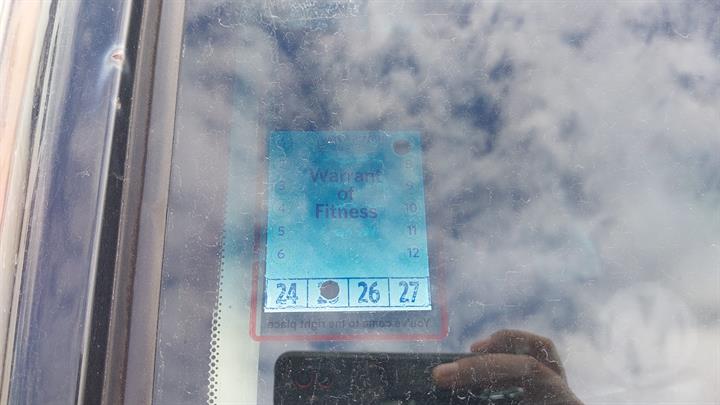 8
Warrant
3 9
of
4 10
Fitness
5 11
6 12
24 26 27
You've come to the right place
M